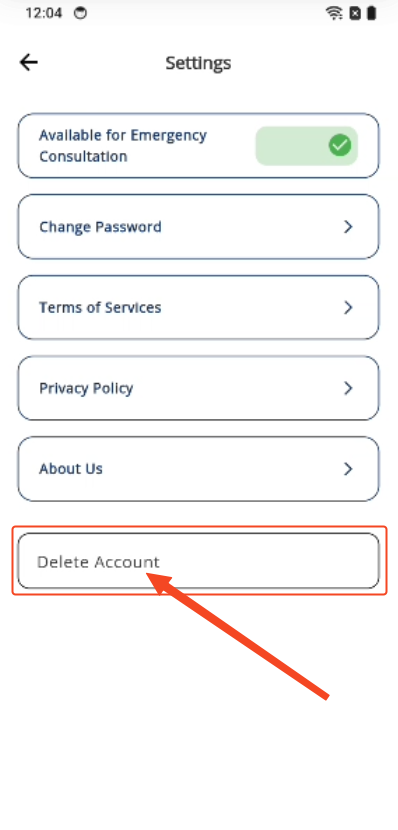 12:04
Settings
Available for Emergency
Consultation
Change Password
Terms of Services
Privacy Policy
About Us
Delete Account